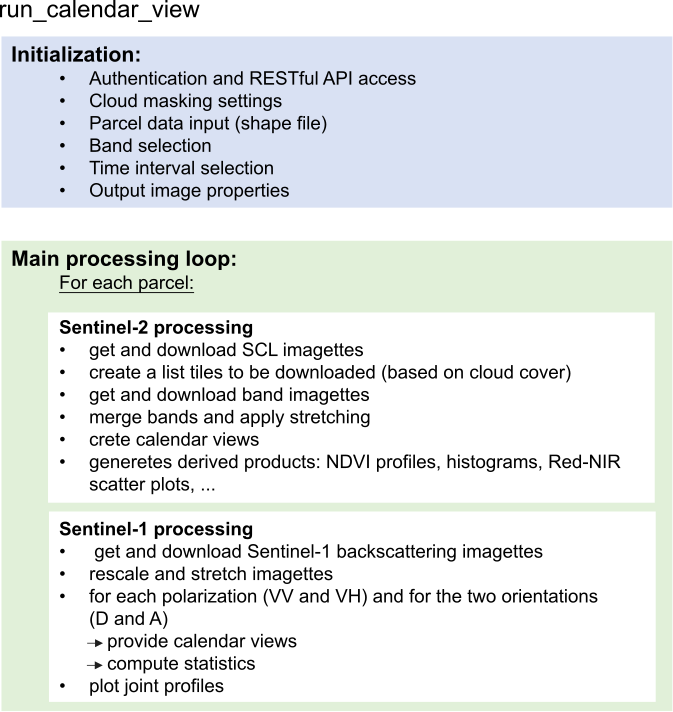 run_calendar_view
Initialization:
• Authentication and RESTful API access
• Cloud masking settings
• Parcel data input (shape file)
• Band selection
• Time interval selection
• Output image properties
Main processing loop:
For each parcel:
Sentinel-2 processing
• get and download SCL imagettes
• create a list tiles to be downloaded (based on cloud cover)
• get and download band imagettes
• merge bands and apply stretching
• crete calendar views
• generetes derived products: NDVI profiles, histograms, Red-NIR
scatter plots, ...
Sentinel-1 processing
• get and download Sentinel-1 backscattering imagettes
• rescale and stretch imagettes
• for each polarization (VV and VH) and for the two orientations
(D and A)
→ provide calendar views
→ compute statistics
• plot joint profiles